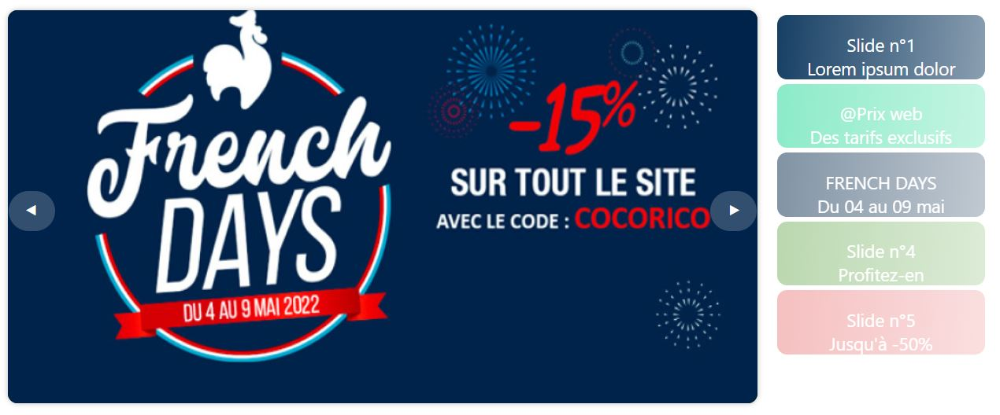 French
DAYS
DU 4 AU 9 MAI 2022
-15%
SUR TOUT LE SITE
AVEC LE CODE : COCORICO
Slide n°1
Lorem ipsum dolor
@Prix web
Des tarifs exclusifs
FRENCH DAYS
Du 04 au 09 mai
Slide n°4
Profitez-en
Slide n°5
Jusqu'à -50%